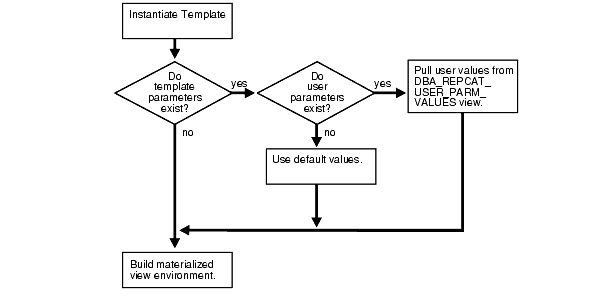 Instantiate Template
Do
template
parameters
exist?
yes
Do
user
parameters
exist?
yes
Pull user values from
DBA_REPCAT_
USER_PARM_
VALUES view.
no
no
Use default values.
Build materialized
view environment.